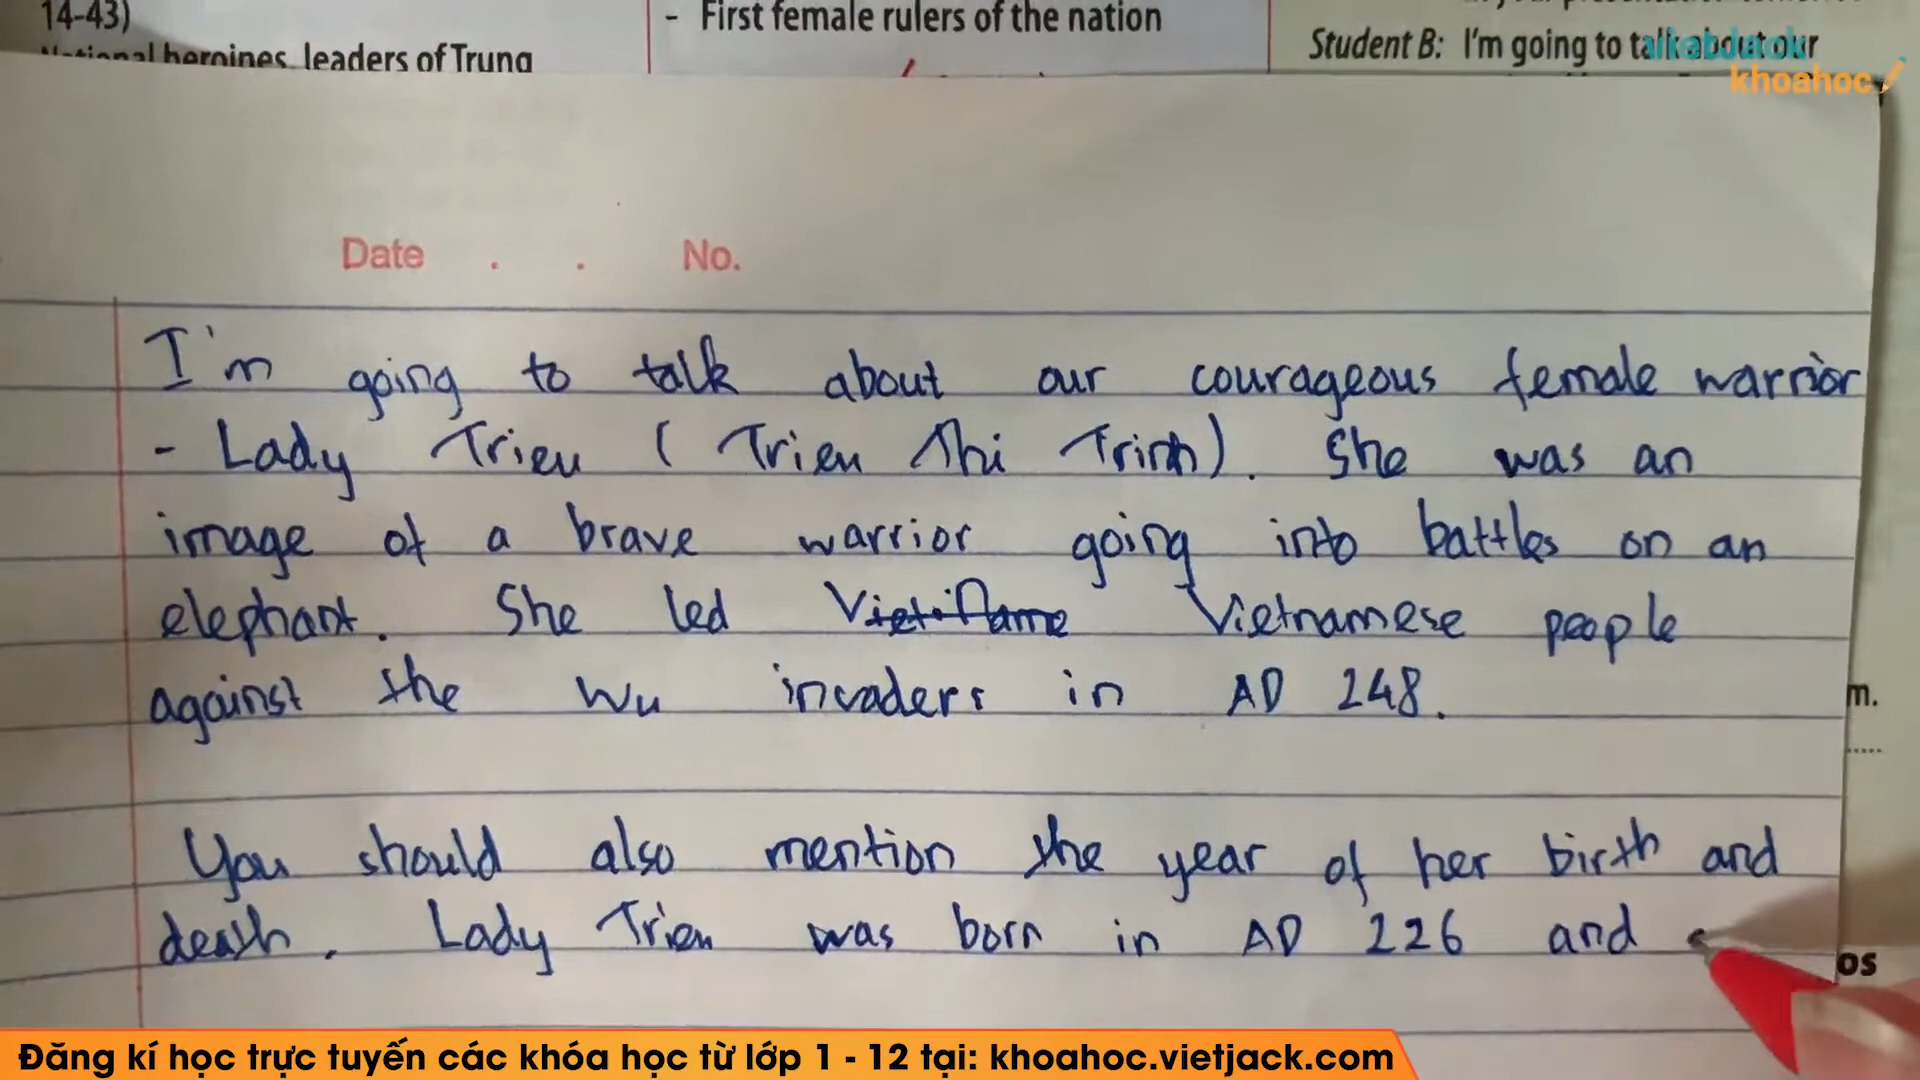 14-43)
National heroines, leaders of Trung
- First female rulers of the nation
Student B: I'm going to talk about our
vietjack
khoahoc
Date . . No.
I'm going to talk about our courageous female warrior
- Lady Trieu (Trieu Thi Trinh). She was an
image of a brave warrior going into battles on an
elephant. She led Vietname Vietnamese people
against the Wu invaders in AD 248.
m.
.....
You should also mention the year of her birth and
death. Lady Trieu was born in AD 226 and
os
Đăng kí học trực tuyến các khóa học từ lớp 1 - 12 tại: khoahoc.vietjack.com